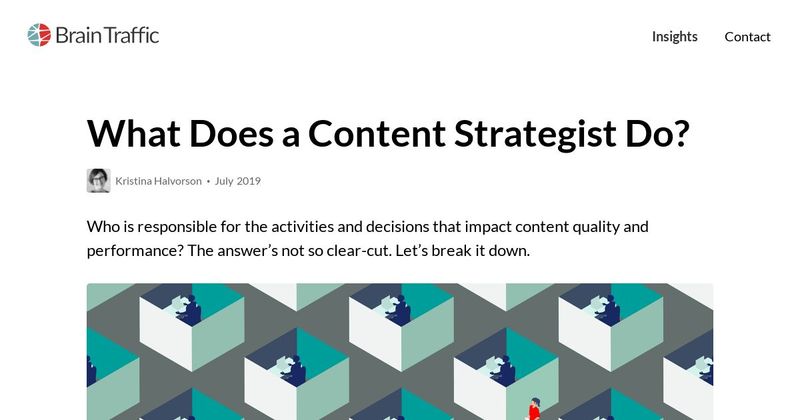 Brain Traffic
Insights
Contact
What Does a Content Strategist Do?
Kristina Halvorson • July 2019
Who is responsible for the activities and decisions that impact content quality and
performance? The answer’s not so clear-cut. Let’s break it down.